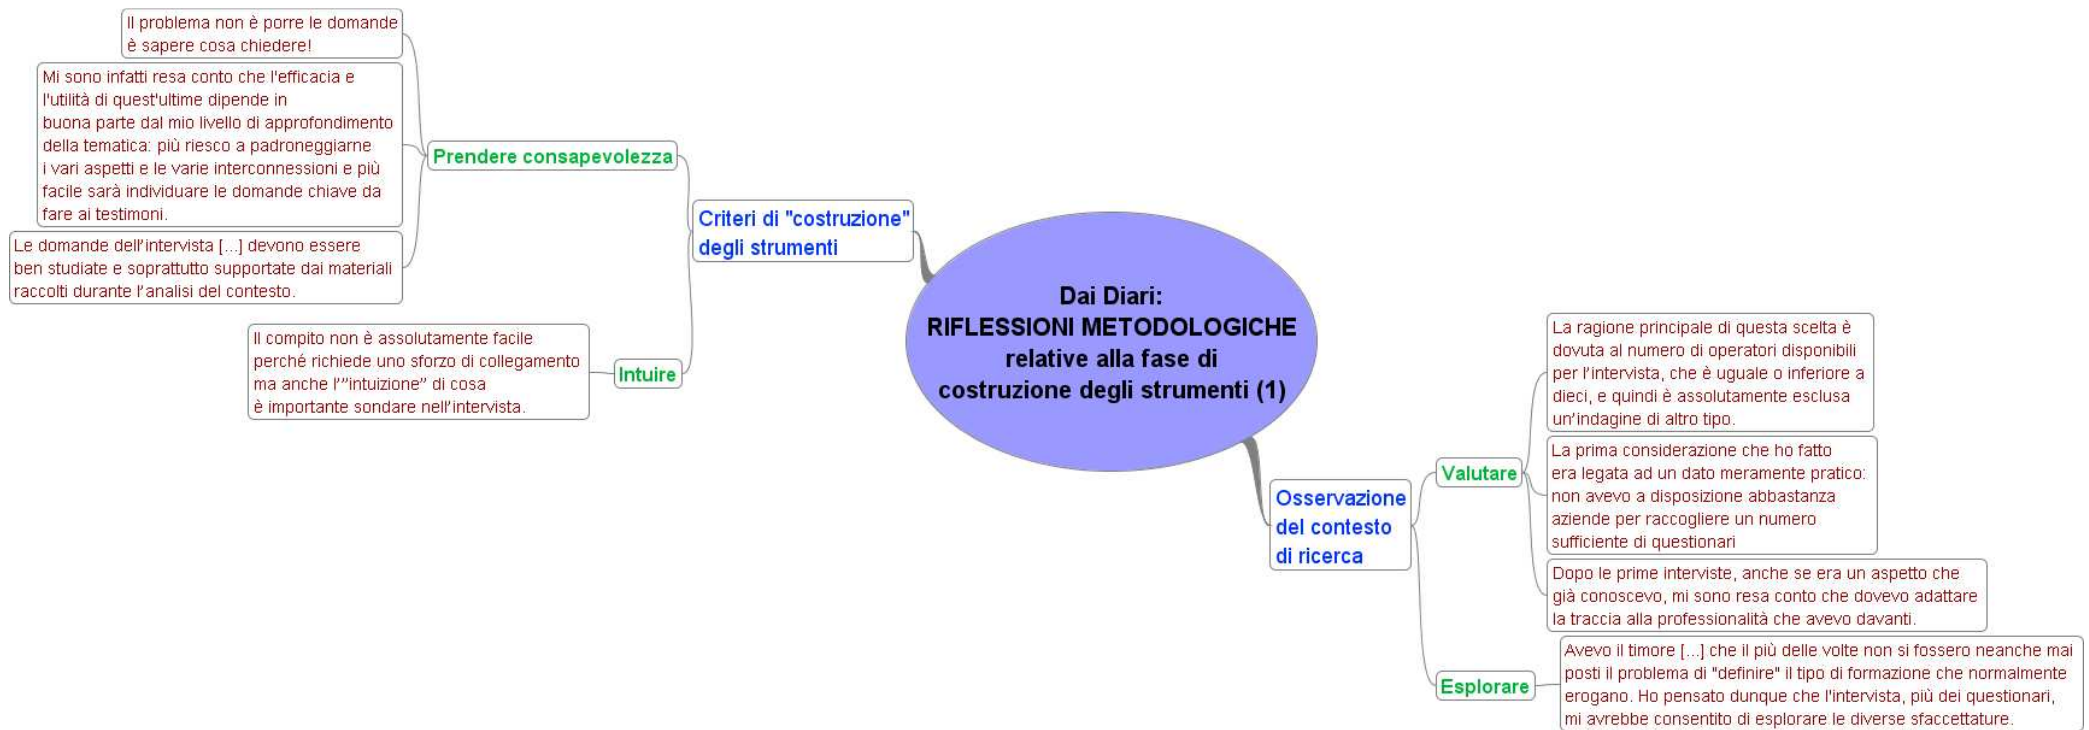 Il problema non è porre le domande
è sapere cosa chiedere!
Mi sono infatti resa conto che l'efficacia e
l'utilità di quest'ultime dipende in
buona parte dal mio livello di approfondimento
della tematica: più riesco a padroneggiarne
i vari aspetti e le varie interconnessioni e più
facile sarà individuare le domande chiave da
fare ai testimoni.
Le domande dell’intervista [...] devono essere
ben studiate e soprattutto supportate dai materiali
raccolti durante l’analisi del contesto.
Prendere consapevolezza
Il compito non è assolutamente facile
perché richiede uno sforzo di collegamento
ma anche l’”intuizione” di cosa
è importante sondare nell’intervista.
Intuire
Criteri di "costruzione"
degli strumenti
Dai Diari:
RIFLESSIONI METODOLOGICHE
relative alla fase di
costruzione degli strumenti (1)
Osservazione
del contesto
di ricerca
Valutare
La ragione principale di questa scelta è
dovuta al numero di operatori disponibili
per l’intervista, che è uguale o inferiore a
dieci, e quindi è assolutamente esclusa
un’indagine di altro tipo.
La prima considerazione che ho fatto
era legata ad un dato meramente pratico:
non avevo a disposizione abbastanza
aziende per raccogliere un numero
sufficiente di questionari
Dopo le prime interviste, anche se era un aspetto che
già conoscevo, mi sono resa conto che dovevo adattare
la traccia alla professionalità che avevo davanti.
Esplorare
Avevo il timore [...] che il più delle volte non si fossero neanche mai
posti il problema di "definire" il tipo di formazione che normalmente
erogano. Ho pensato dunque che l'intervista, più dei questionari,
mi avrebbe consentito di esplorare le diverse sfaccettature.